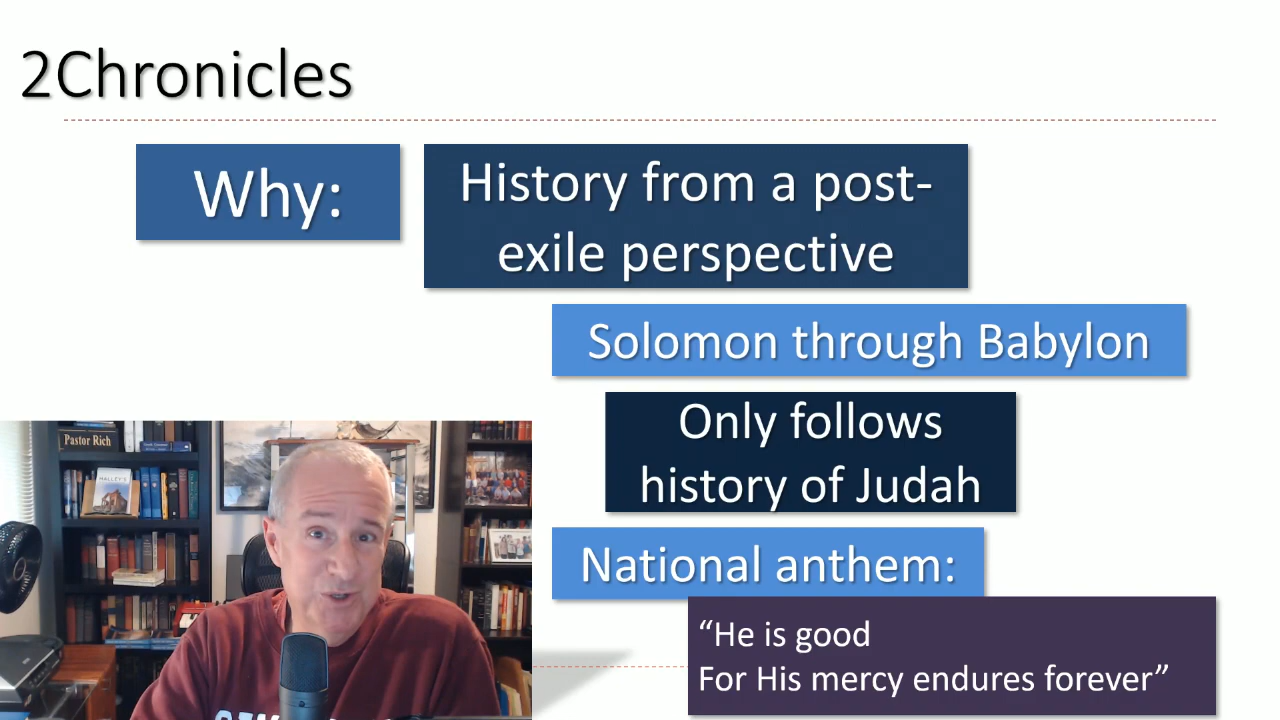 2Chronicles
Why:
History from a post-
exile perspective
Solomon through Babylon
Only follows
history of Judah
National anthem:
“He is good
For His mercy endures forever”
Pastor Rich
HALLEY'S